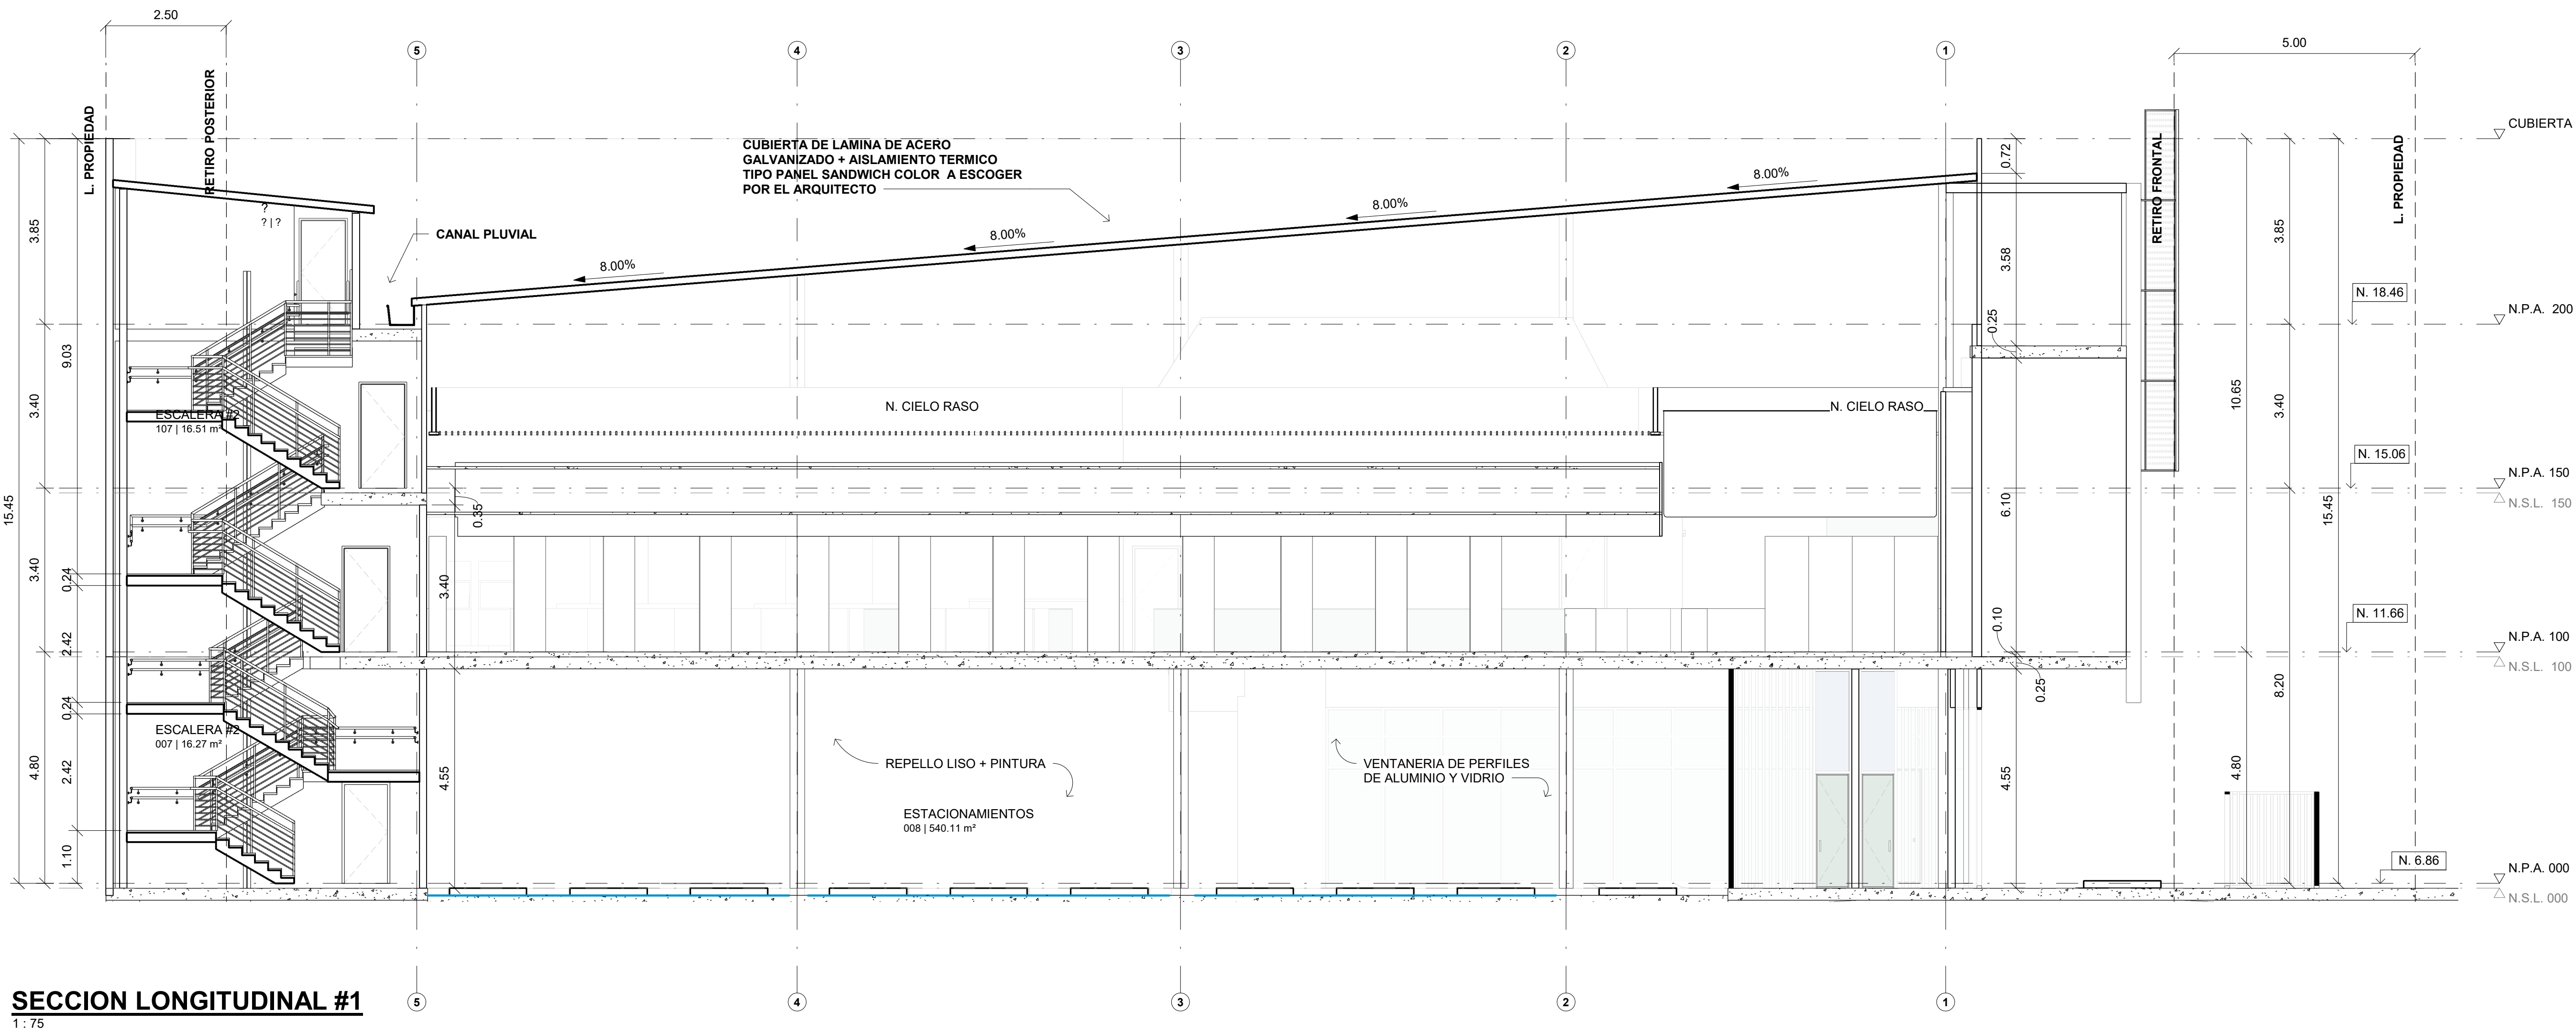 2.50
5.00
5
4
3
2
1
L. PROPIEDAD
RETIRO POSTERIOR
RETIRO FRONTAL
L. PROPIEDAD
CUBIERTA
CUBIERTA DE LAMINA DE ACERO
GALVANIZADO + AISLAMIENTO TERMICO
TIPO PANEL SANDWICH COLOR A ESCOGER
POR EL ARQUITECTO
8.00%
8.00%
8.00%
8.00%
CANAL PLUVIAL
?
? | ?
0.72
3.85
3.58
3.85
N. 18.46
N.P.A. 200
0.25
9.03
3.40
10.65
3.40
N. CIELO RASO
N. CIELO RASO
ESCALERA #2
107 | 16.51 m²
N. 15.06
N.P.A. 150
N.S.L. 150
15.45
0.35
6.10
15.45
3.40
0.24
3.40
2.42
0.10
N. 11.66
N.P.A. 100
N.S.L. 100
0.24
0.25
8.20
ESCALERA #2
007 | 16.27 m²
4.80
2.42
4.55
REPELLO LISO + PINTURA
VENTANERIA DE PERFILES
DE ALUMINIO Y VIDRIO
4.55
4.80
ESTACIONAMIENTOS
008 | 540.11 m²
1.10
N. 6.86
N.P.A. 000
N.S.L. 000
5
4
3
2
1
SECCION LONGITUDINAL #1
1 : 75